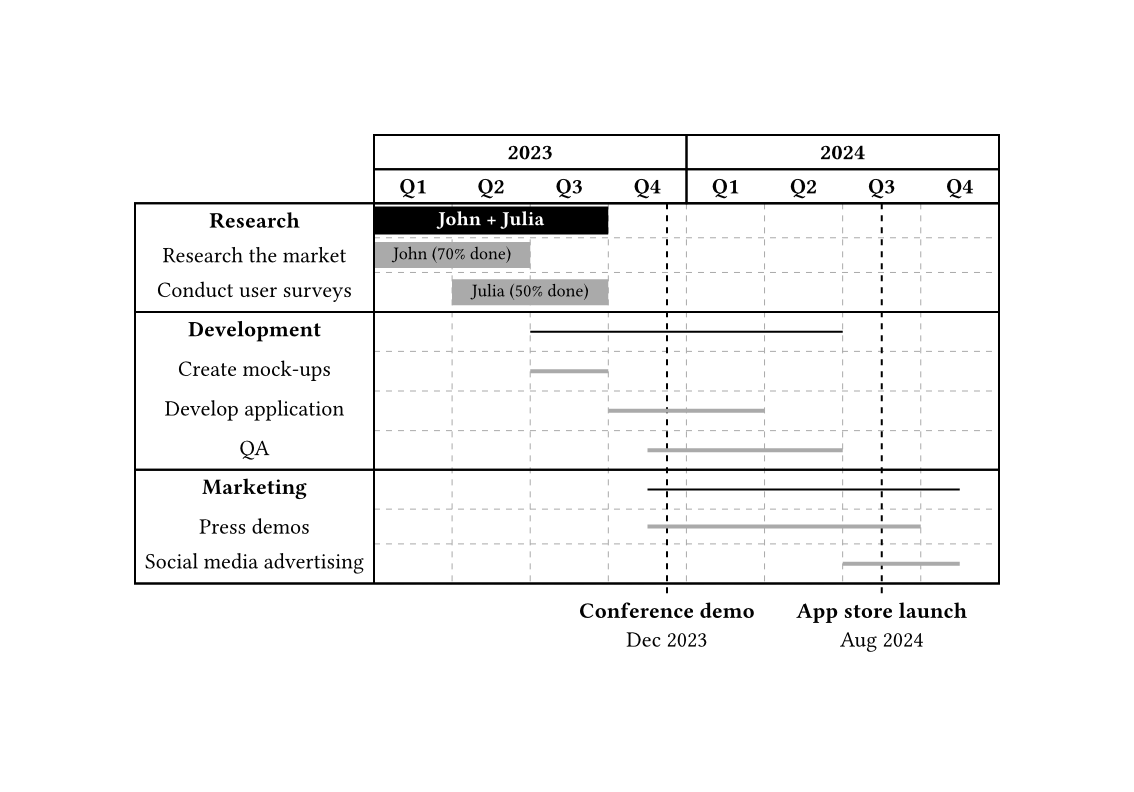 2023 2024
Q1 Q2 Q3 Q4 Q1 Q2 Q3 Q4
Research John + Julia
Research the market John (70% done)
Conduct user surveys Julia (50% done)
Development
Create mock-ups
Develop application
QA
Marketing
Press demos
Social media advertising
Conference demo App store launch
Dec 2023 Aug 2024